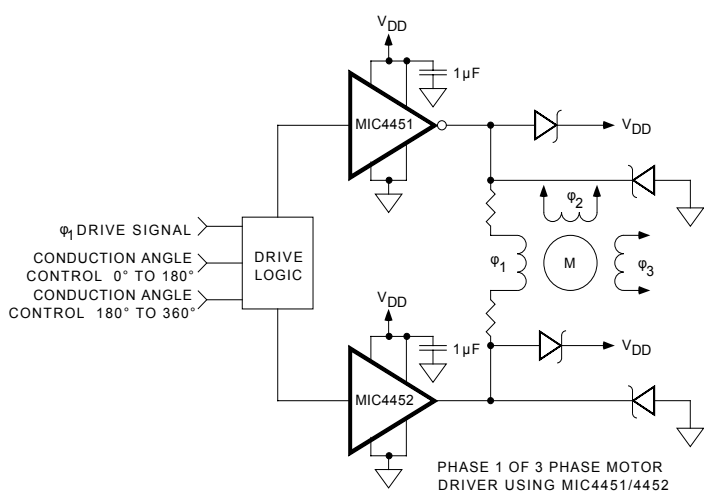 V_DD
1µF
MIC4451
V_DD
φ2
φ1 DRIVE SIGNAL
CONDUCTION ANGLE
CONTROL 0° TO 180°
CONDUCTION ANGLE
CONTROL 180° TO 360°
DRIVE
LOGIC
φ1
M
φ3
V_DD
1µF
MIC4452
V_DD
PHASE 1 OF 3 PHASE MOTOR
DRIVER USING MIC4451/4452